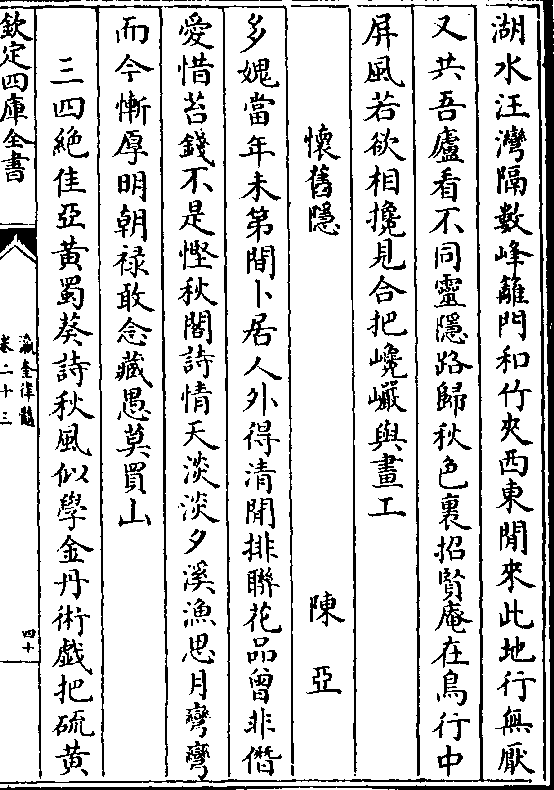 湖水汪灣隔數峰籬門和竹夾西東閒來此地行無厭
又共吾廬看不同靈隱路歸秋色裏招賢庵在鳥行中
屏風若欲相攙見合把巉巗與畫工
懷舊隱　陳亞
多媿當年未第間卜居人外得清閒排聯花品曾非僭
愛惜苔錢不是慳秋閣詩情天淡淡夕溪漁思月彎彎
而今慚厚明朝祿敢念藏愚莫買山
三四絶佳亞黃蜀葵詩秋風似學金丹術戯把硫黃
欽定四庫全書
瀛奎律髓
卷二十三
四十